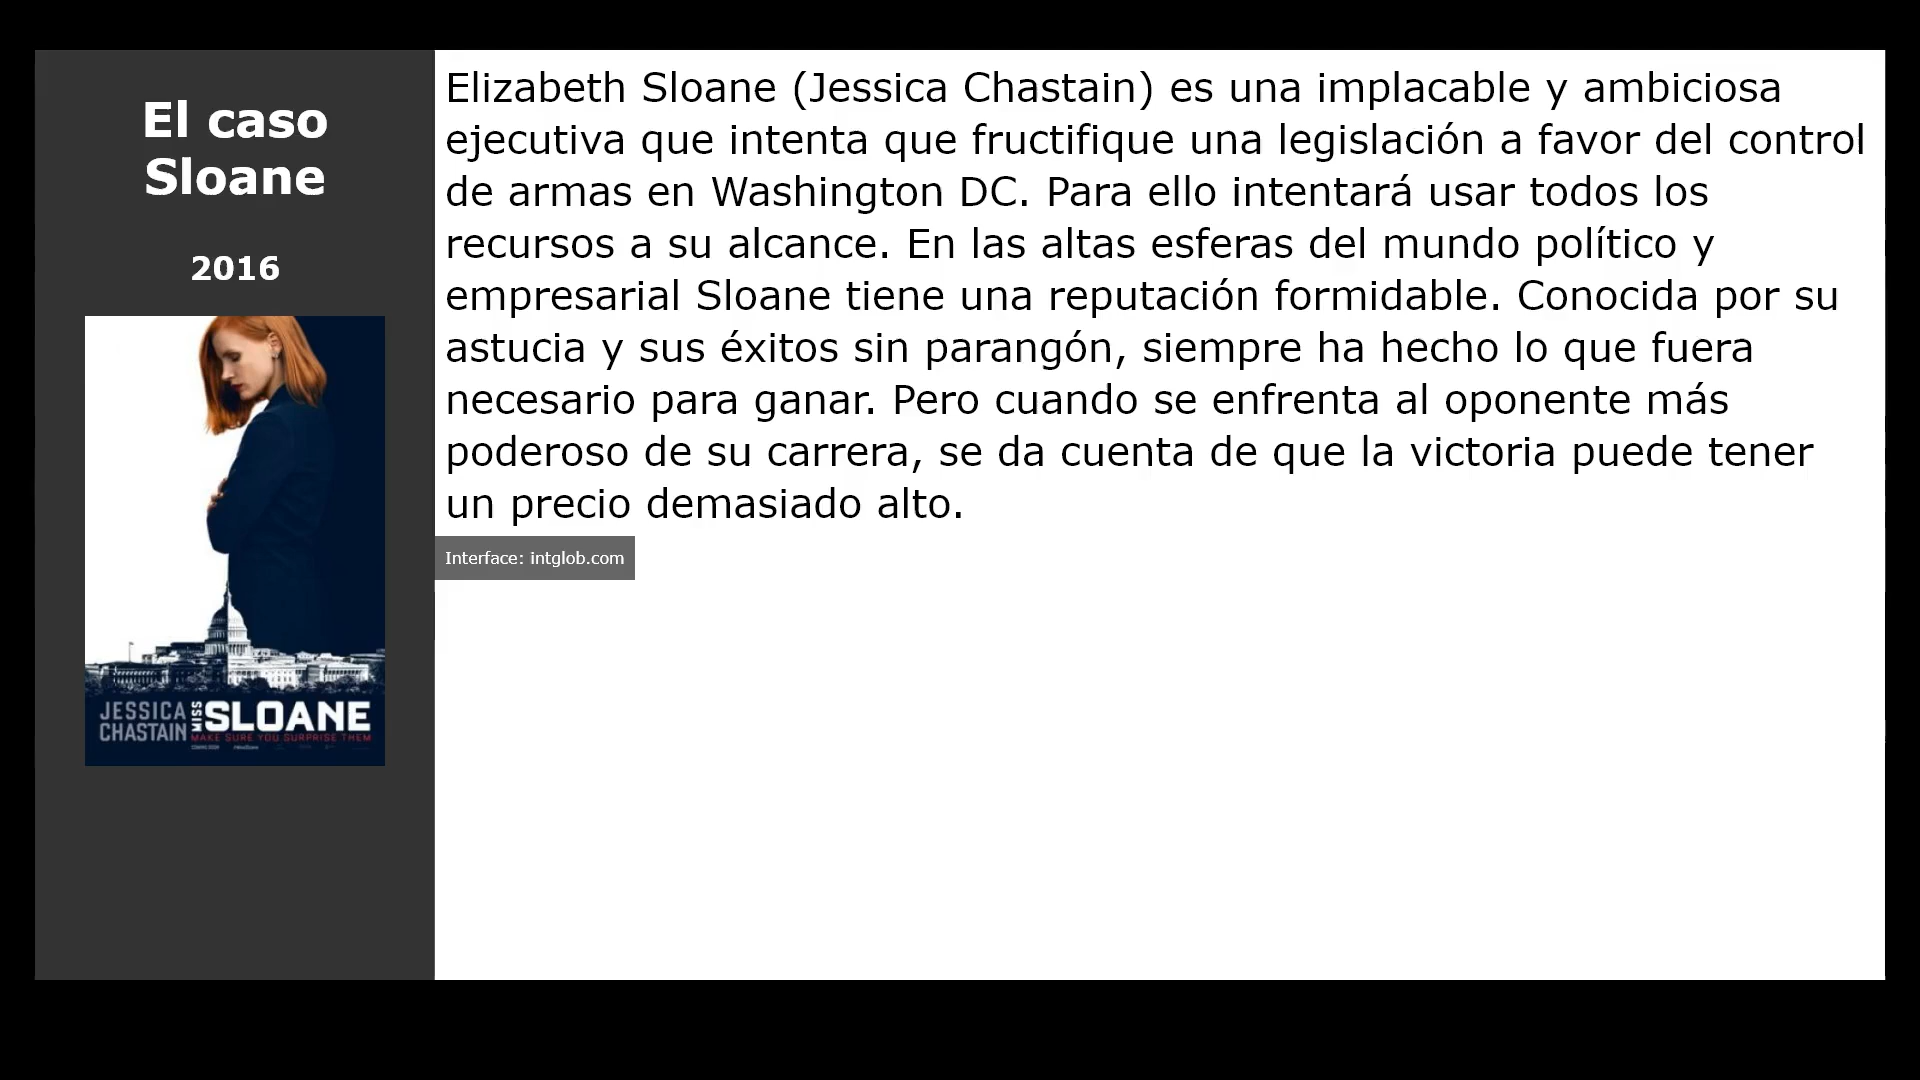 El caso
Sloane
2016
JESSICA
CHASTAIN
MISS
SLOANE
MAKE SURE YOU SURPRISE THEM
Elizabeth Sloane (Jessica Chastain) es una implacable y ambiciosa
ejecutiva que intenta que fructifique una legislación a favor del control
de armas en Washington DC. Para ello intentará usar todos los
recursos a su alcance. En las altas esferas del mundo político y
empresarial Sloane tiene una reputación formidable. Conocida por su
astucia y sus éxitos sin parangón, siempre ha hecho lo que fuera
necesario para ganar. Pero cuando se enfrenta al oponente más
poderoso de su carrera, se da cuenta de que la victoria puede tener
un precio demasiado alto.
Interface: intglob.com